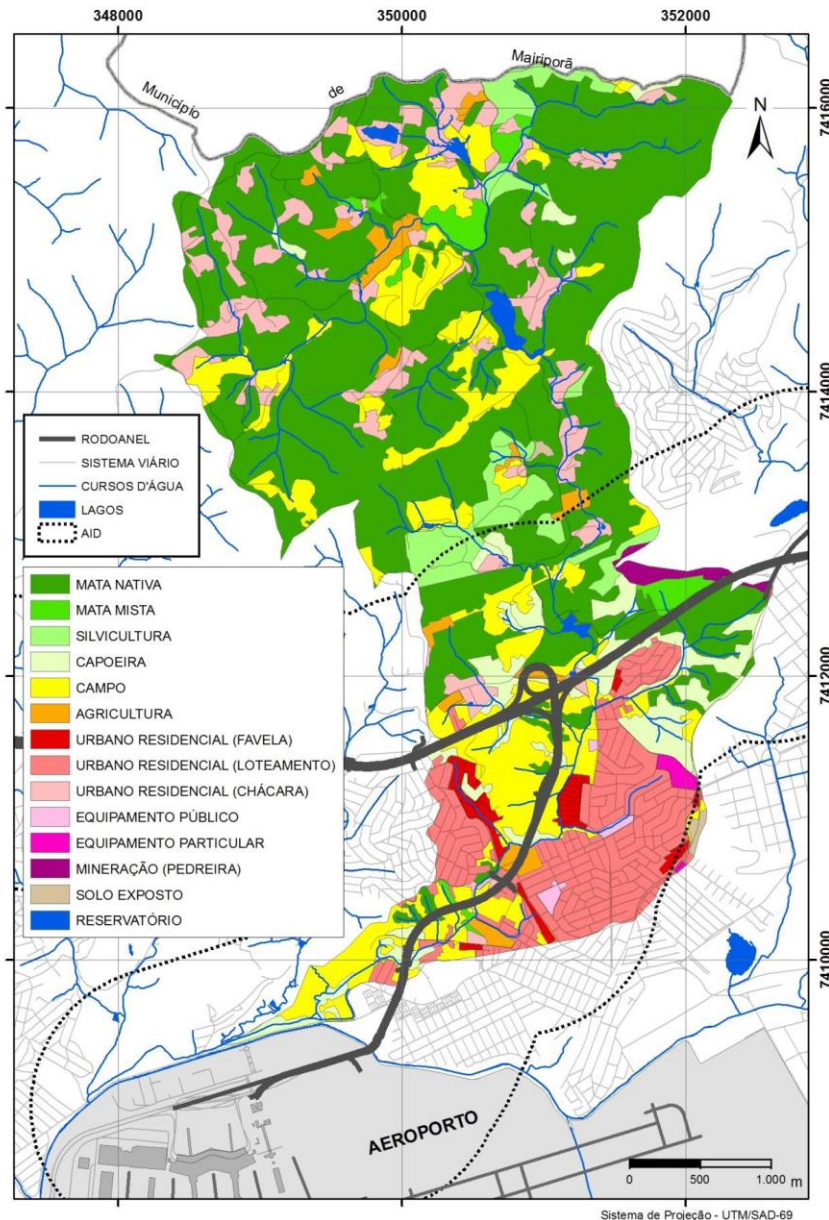 348000
350000
352000
Município
de
Mairiporã
7416000
7416000
N
7414000
RODOANEL
SISTEMA VIÁRIO
CURSOS D'ÁGUA
LAGOS
AID
MATA NATIVA
MATA MISTA
SILVICULTURA
CAPOEIRA
CAMPO
AGRICULTURA
URBANO RESIDENCIAL (FAVELA)
URBANO RESIDENCIAL (LOTEAMENTO)
URBANO RESIDENCIAL (CHÁCARA)
EQUIPAMENTO PÚBLICO
EQUIPAMENTO PARTICULAR
MINERAÇÃO (PEDREIRA)
SOLO EXPOSTO
RESERVATÓRIO
7412000
7410000
AEROPORTO
0 500 1.000 m
Sistema de Projeção - UTM/SAD-69